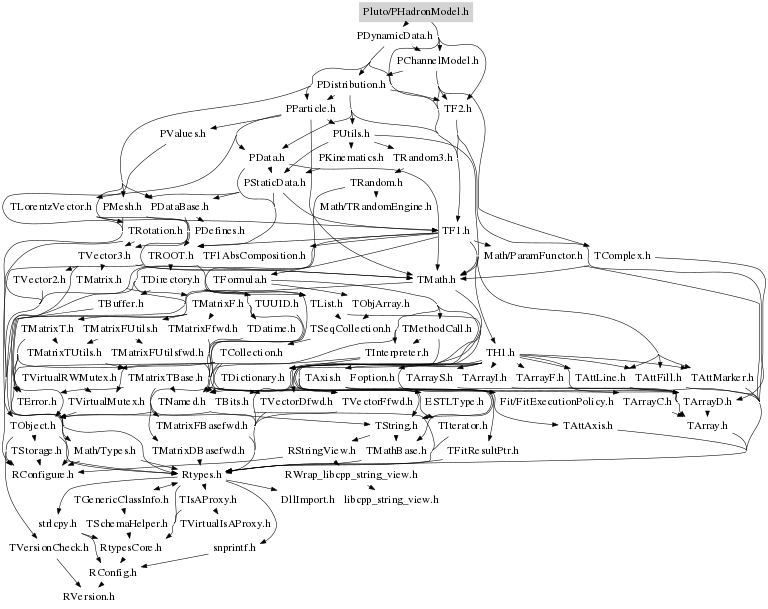 Pluto/PHadronModel.h
PDynamicData.h
PChannelModel.h
PDistribution.h
PParticle.h TF2.h
PValues.h PUtils.h
PData.h PKinematics.h TRandom3.h
PStaticData.h TRandom.h
TLorentzVector.h PMesh.h PDataBase.h Math/TRandomEngine.h
TRotation.h PDefines.h TF1.h
TVector3.h TROOT.h TF1AbsComposition.h Math/ParamFunctor.h TComplex.h
TVector2.h TMatrix.h TDirectory.h TFormula.h TMath.h
TBuffer.h TMatrixF.h TUUID.h TList.h TObjArray.h
TMatrixT.h TMatrixFUtils.h TMatrixFfwd.h TDatime.h TSeqCollection.h TMethodCall.h
TMatrixTUtils.h TMatrixFUtilsfwd.h TCollection.h TInterpreter.h TH1.h
TVirtualRWMutex.h TMatrixTBase.h TDictionary.h TAxis.h Foption.h TArrayS.h TArrayI.h TArrayF.h TAttLine.h TAttFill.h TAttMarker.h
TError.h TVirtualMutex.h TNamed.h TBits.h TVectorDfwd.h TVectorFfwd.h ESTLType.h Fit/FitExecutionPolicy.h TArrayC.h TArrayD.h
TObject.h TMatrixFBasefwd.h TString.h TIterator.h TAttAxis.h TArray.h
TStorage.h Math/Types.h TMatrixDBasefwd.h RStringView.h TMathBase.h TFitResultPtr.h
RConfigure.h Rtypes.h RWrap_libcpp_string_view.h
TGenericClassInfo.h TIsAProxy.h DllImport.h libcpp_string_view.h
strlcpy.h TSchemaHelper.h TVirtualIsAProxy.h
TVersionCheck.h RtypesCore.h snprintf.h
RConfig.h
RVersion.h